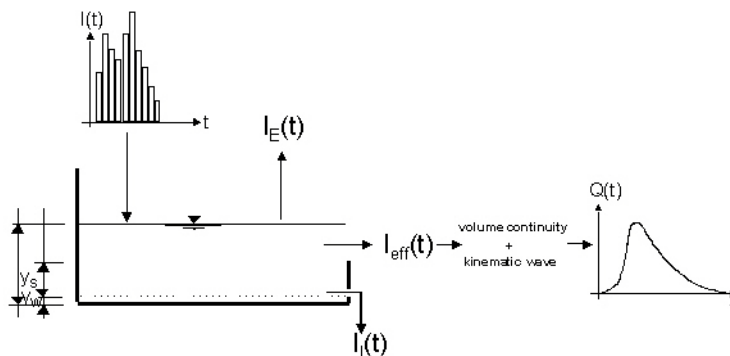 I(t)
t
I_E(t)
Q(t)
volume continuity
+
kinematic wave
I_eff(t)
y_s
y_w
I_I(t)